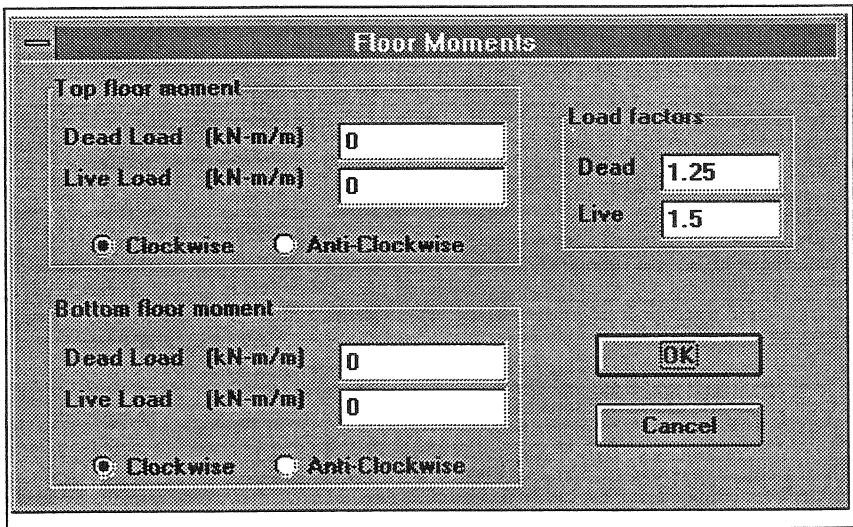 Floor Moments
Top floor moment
Dead Load (kN-m/m) 0
Live Load (kN-m/m) 0
Clockwise Anti-Clockwise
Load factors
Dead 1.25
Live 1.5
Bottom floor moment
Dead Load (kN-m/m) 0
Live Load (kN-m/m) 0
Clockwise Anti-Clockwise
OK
Cancel